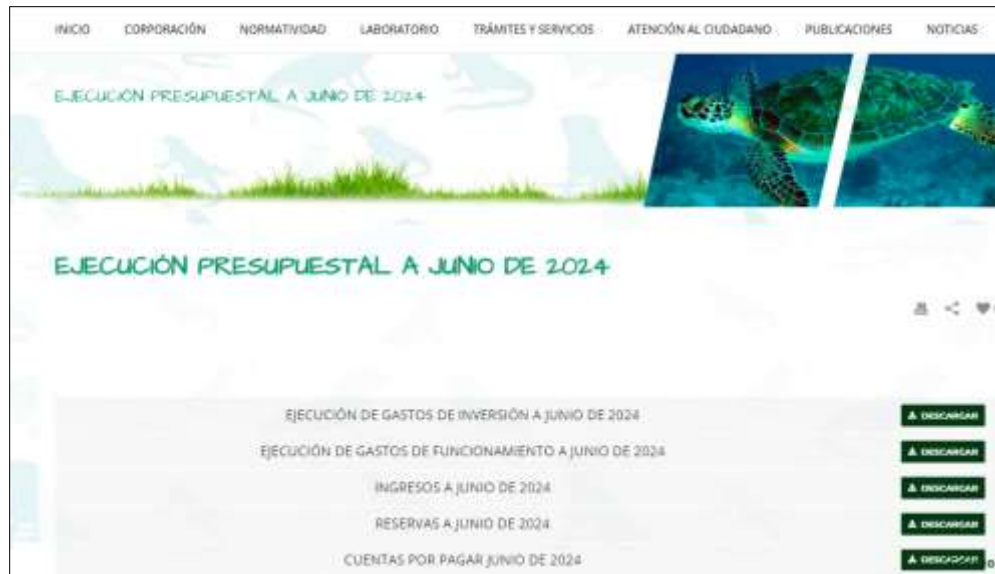 INICIO CORPORACIÓN NORMATIVIDAD LABORATORIO TRÁMITES Y SERVICIOS ATENCIÓN AL CIUDADANO PUBLICACIONES NOTICIAS
EJECUCIÓN PRESUPUESTAL A JUNIO DE 2024
EJECUCIÓN PRESUPUESTAL A JUNIO DE 2024
EJECUCIÓN DE GASTOS DE INVERSIÓN A JUNIO DE 2024 DESCARGAR
EJECUCIÓN DE GASTOS DE FUNCIONAMIENTO A JUNIO DE 2024 DESCARGAR
INGRESOS A JUNIO DE 2024 DESCARGAR
RESERVAS A JUNIO DE 2024 DESCARGAR
CUENTAS POR PAGAR JUNIO DE 2024 DESCARGAR